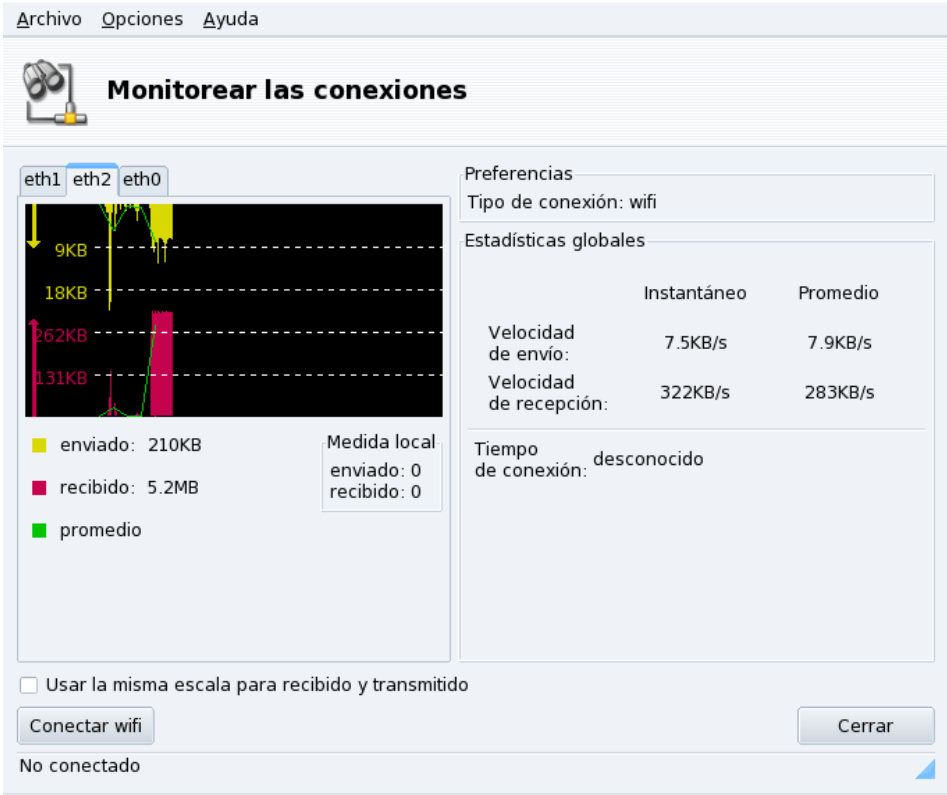 Archivo Opciones Ayuda
Monitorear las conexiones
eth1 eth2 eth0
9KB
18KB
262KB
131KB
enviado: 210KB
recibido: 5.2MB
promedio
Medida local
enviado: 0
recibido: 0
Preferencias
Tipo de conexión: wifi
Estadísticas globales
Instantáneo Promedio
Velocidad
de envío: 7.5KB/s 7.9KB/s
Velocidad
de recepción: 322KB/s 283KB/s
Tiempo
de conexión: desconocido
Usar la misma escala para recibido y transmitido
Conectar wifi Cerrar
No conectado